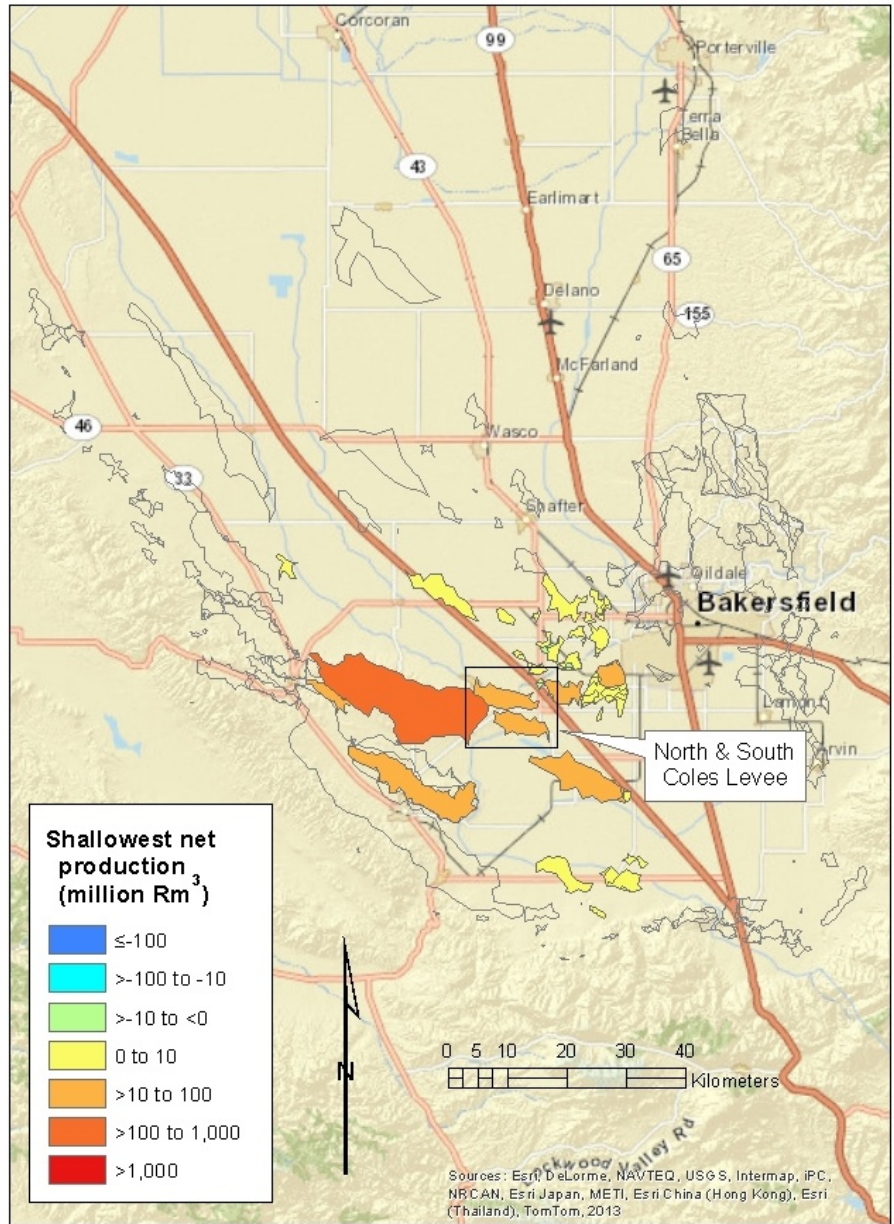 Corcoran
99
Porterville
Terra
Bella
43
Earlimart
65
Delano
155
McFarland
46
Wasco
33
Shafter
Oildale
Bakersfield
Lamont
Arvin
North & South
Coles Levee
Shallowest net
production
(million Rm³)
≤-100
>-100 to -10
>-10 to <0
0 to 10
>10 to 100
>100 to 1,000
>1,000
N
0 5 10 20 30 40
Kilometers
Lockwood Valley Rd
Sources: Esri, DeLorme, NAVTEQ, USGS, Intermap, iPC,
NRCAN, Esri Japan, METI, Esri China (Hong Kong), Esri
(Thailand), TomTom, 2013